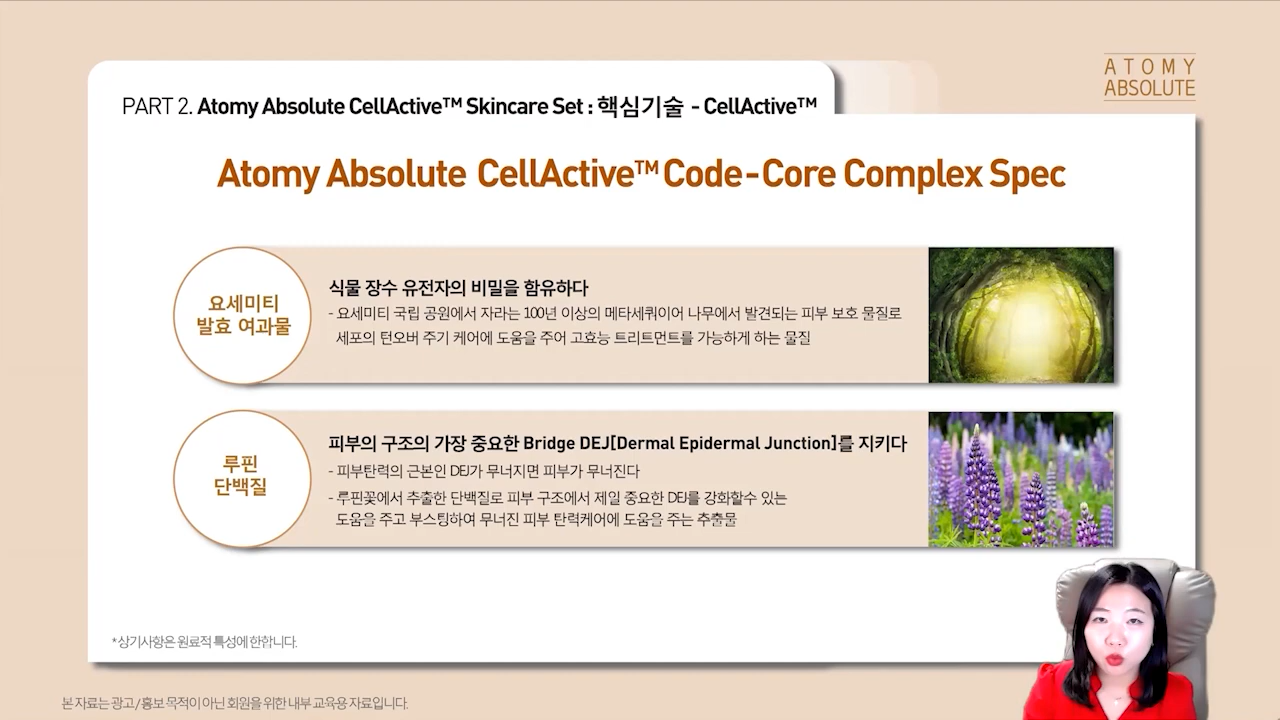 ATOMY
ABSOLUTE
PART 2. Atomy Absolute CellActive™ Skincare Set : 핵심기술 - CellActive™
Atomy Absolute CellActive™ Code-Core Complex Spec
요세미티
발효 여과물
식물 장수 유전자의 비밀을 함유하다
- 요세미티 국립 공원에서 자라는 100년 이상의 메타세쿼이어 나무에서 발견되는 피부 보호 물질로
세포의 턴오버 주기 케어에 도움을 주어 고효능 트리트먼트를 가능하게 하는 물질
루핀
단백질
피부의 구조의 가장 중요한 Bridge DEJ[Dermal Epidermal Junction]를 지키다
- 피부탄력의 근본인 DEJ가 무너지면 피부가 무너진다
- 루핀꽃에서 추출한 단백질로 피부 구조에서 제일 중요한 DEJ를 강화할수 있는
도움을 주고 부스팅하여 무너진 피부 탄력케어에 도움을 주는 추출물
*상기사항은 원료적 특성에 한합니다.
본 자료는 광고/홍보 목적이 아닌 회원을 위한 내부 교육용 자료입니다.